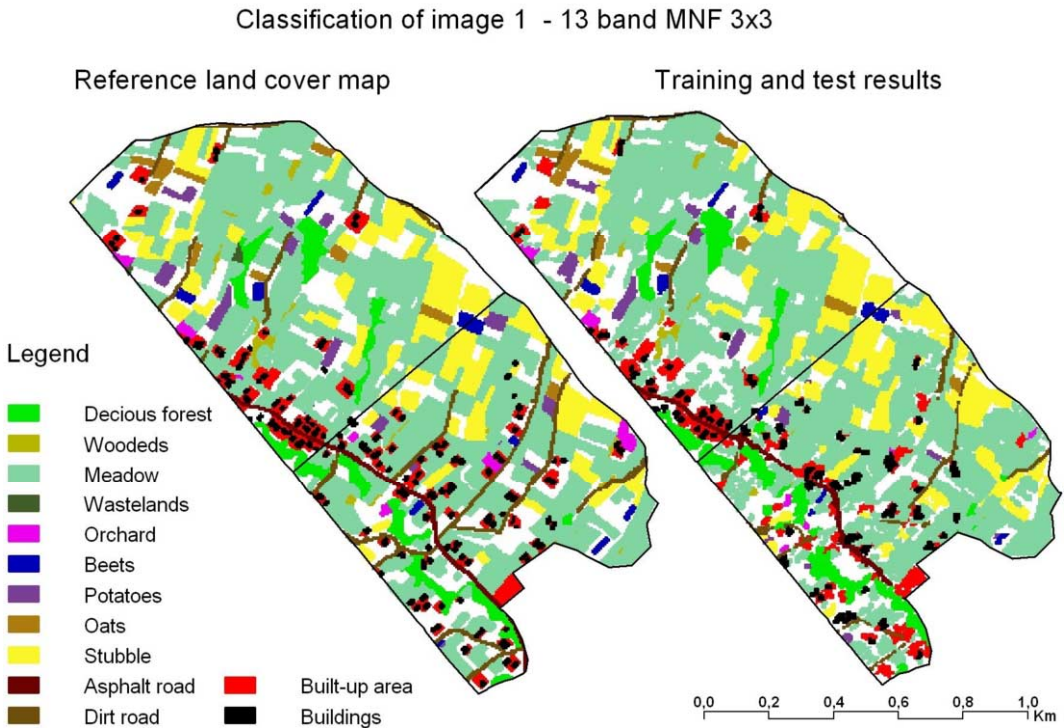 Classification of image 1 - 13 band MNF 3x3
Reference land cover map
Training and test results
Legend
Decious forest
Woodeds
Meadow
Wastelands
Orchard
Beets
Potatoes
Oats
Stubble
Asphalt road
Dirt road
Built-up area
Buildings
0,0 0,2 0,4 0,6 0,8 1,0
Km